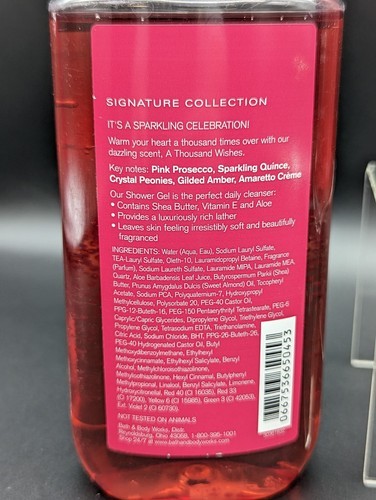 SIGNATURE COLLECTION
IT'S A SPARKLING CELEBRATION!
Warm your heart a thousand times over with our
dazzling scent, A Thousand Wishes.
Key notes: Pink Prosecco, Sparkling Quince,
Crystal Peonies, Gilded Amber, Amaretto Crème
Our Shower Gel is the perfect daily cleanser:
• Contains Shea Butter, Vitamin E and Aloe
• Provides a luxuriously rich lather
• Leaves skin feeling irresistibly soft and beautifully
fragranced
INGREDIENTS: Water (Aqua, Eau), Sodium Lauryl Sulfate,
TEA-Lauryl Sulfate, Oleth-10, Lauramidopropyl Betaine, Fragrance
(Parfum), Sodium Laureth Sulfate, Lauramide MIPA, Lauramide MEA,
Quartz, Aloe Barbadensis Leaf Juice, Butyrospermum Parkii (Shea)
Butter, Prunus Amygdalus Dulcis (Sweet Almond) Oil, Tocopheryl
Acetate, Sodium PCA, Polyquaternium-7, Hydroxypropyl
Methylcellulose, Polysorbate 20, PEG-40 Castor Oil,
PPG-12-Buteth-16, PEG-150 Pentaerythrityl Tetrastearate, PEG-6
Caprylic/Capric Glycerides, Dipropylene Glycol, Triethylene Glycol,
Propylene Glycol, Tetrasodium EDTA, Triethanolamine,
Citric Acid, Sodium Chloride, BHT, PPG-26-Buteth-26,
PEG-40 Hydrogenated Castor Oil, Butyl
Methoxydibenzoylmethane, Ethylhexyl
Methoxycinnamate, Ethylhexyl Salicylate, Benzyl
Alcohol, Methylchloroisothiazolinone,
Methylisothiazolinone, Hexyl Cinnamal, Butylphenyl
Methylpropional, Linalool, Benzyl Salicylate, Limonene,
Hydroxycitronellal, Red 40 (CI 16035), Red 33
(CI 17200), Yellow 6 (CI 15985), Green 3 (CI 42053),
Ext. Violet 2 (CI 60730).
NOT TESTED ON ANIMALS
Bath & Body Works, Distr.
Reynoldsburg, Ohio 43068, 1-800-395-1001
Shop 24/7 at www.bathandbodyworks.com
0667536650453